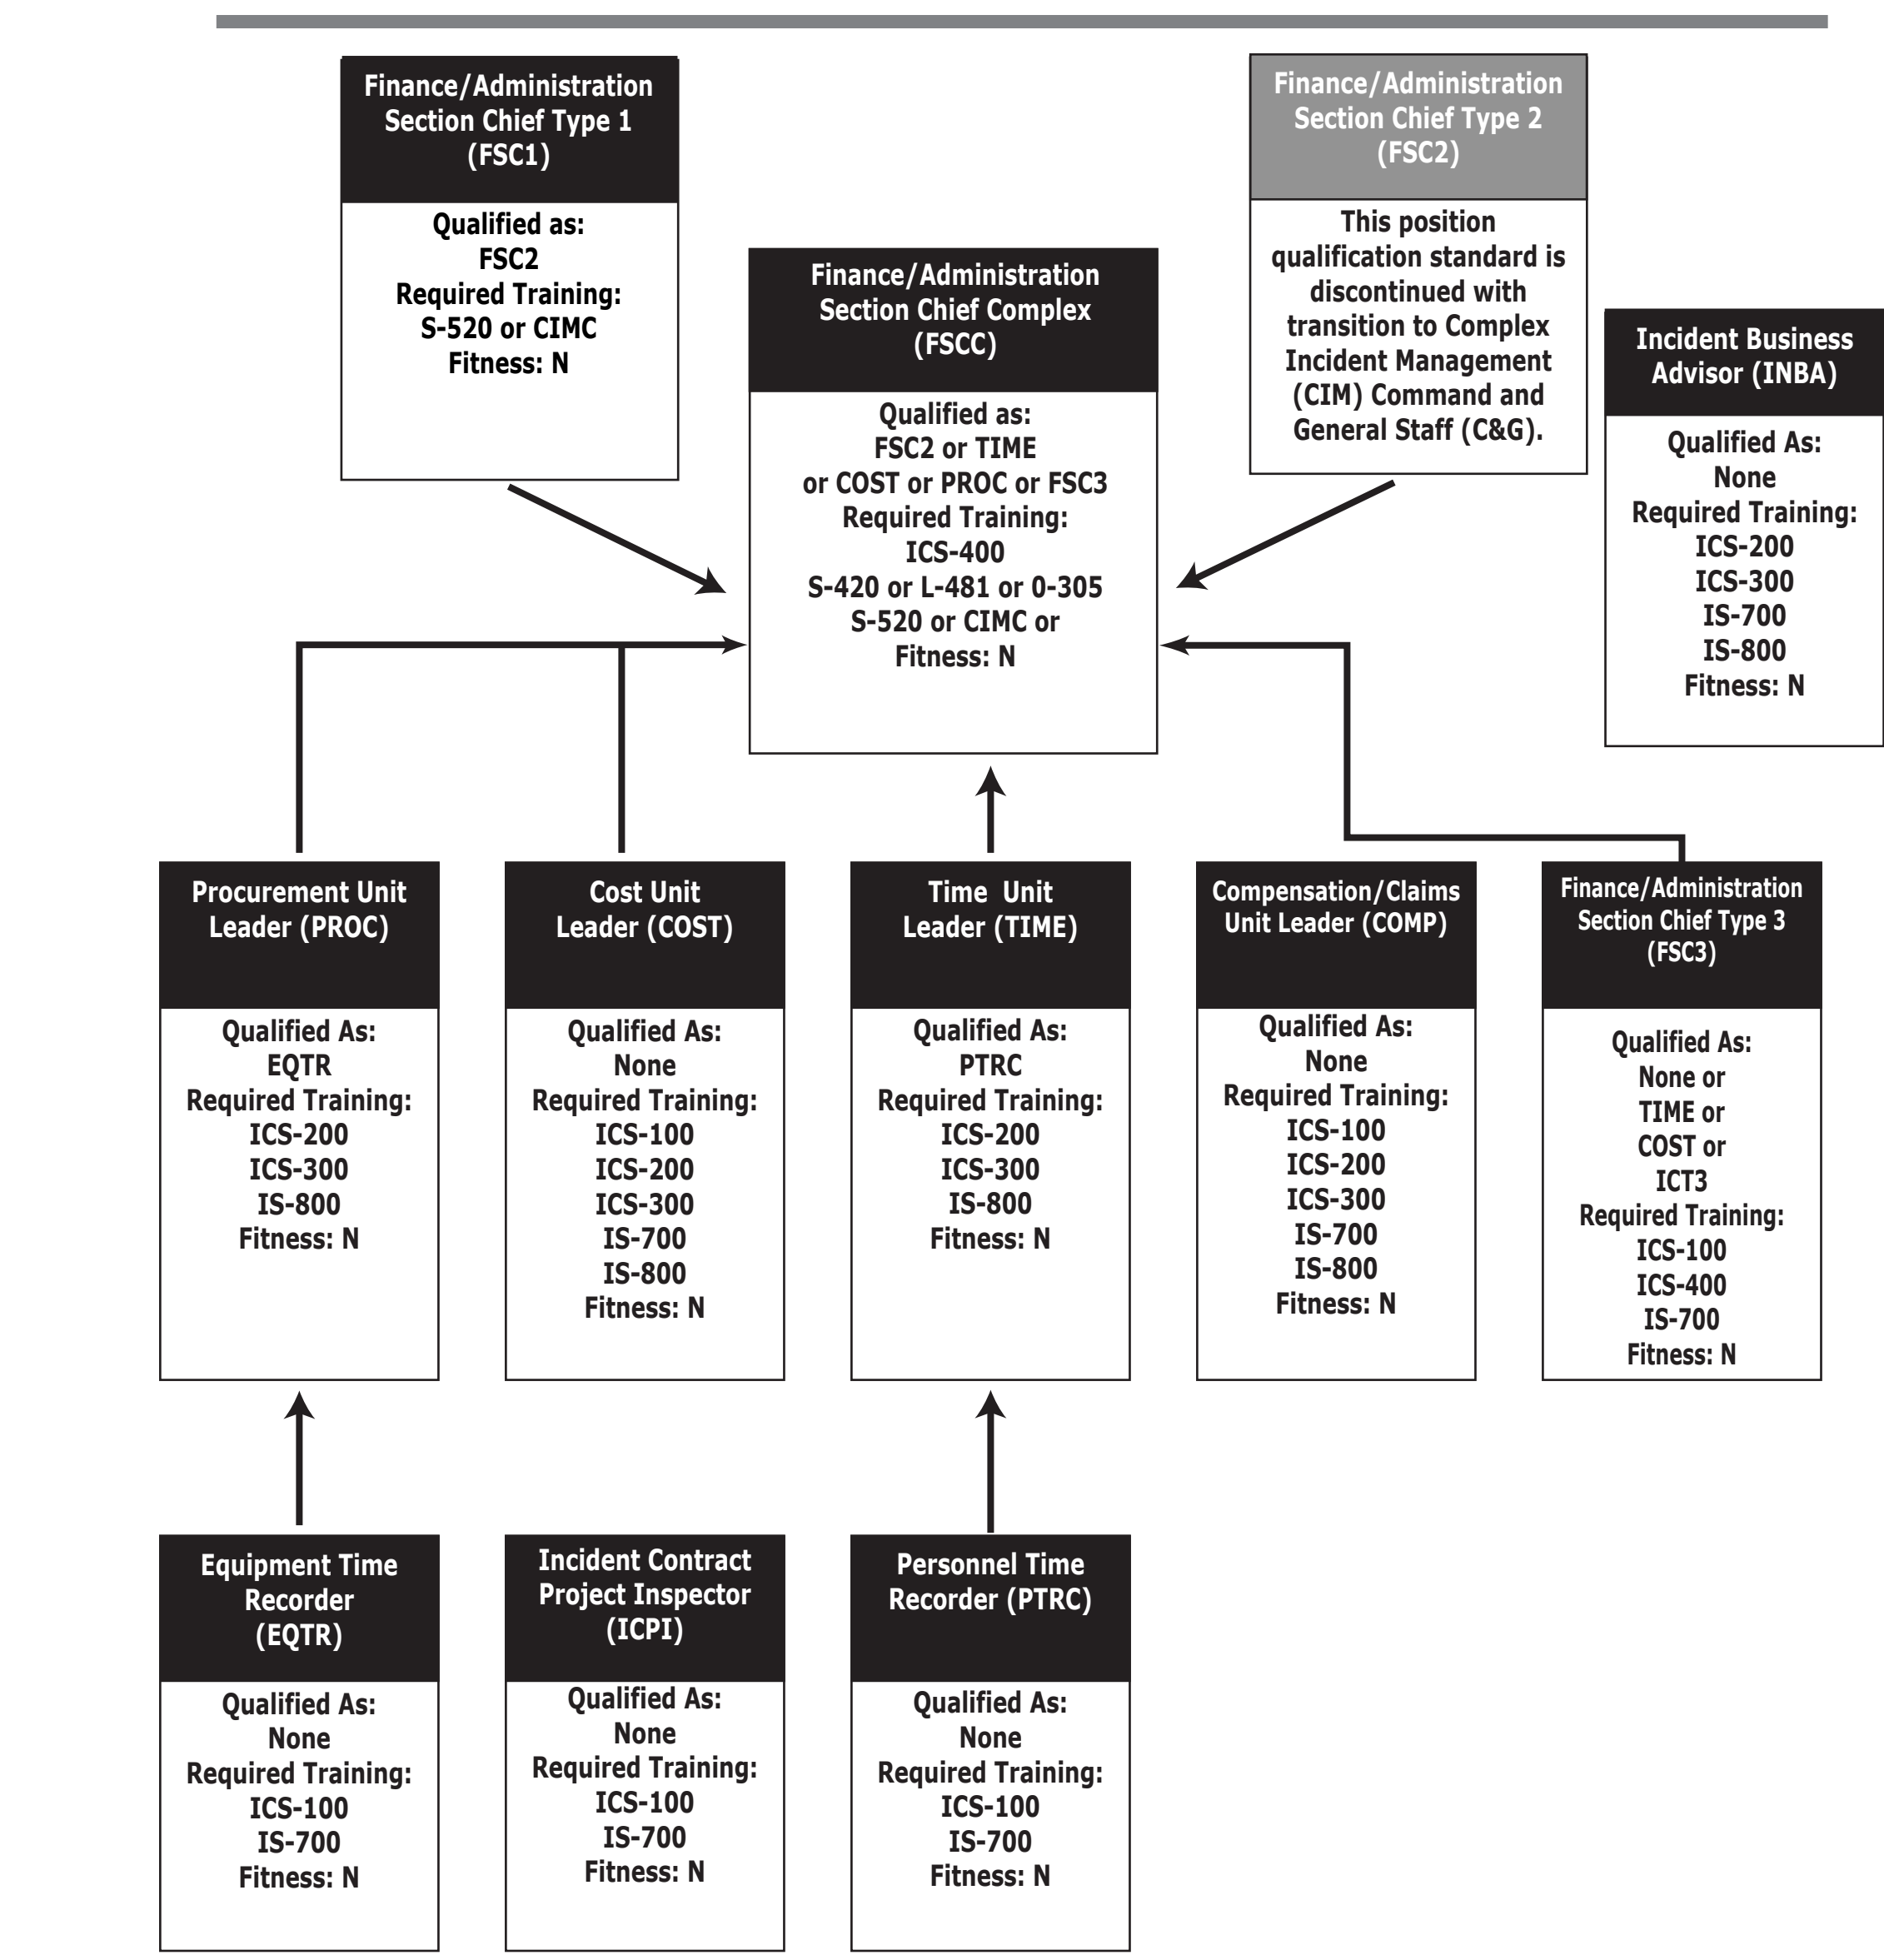 Finance/Administration
Section Chief Type 1
(FSC1)
Qualified as:
FSC2
Required Training:
S-520 or CIMC
Fitness: N
Finance/Administration
Section Chief Complex
(FSCC)
Qualified as:
FSC2 or TIME
or COST or PROC or FSC3
Required Training:
ICS-400
S-420 or L-481 or 0-305
S-520 or CIMC or
Fitness: N
Finance/Administration
Section Chief Type 2
(FSC2)
This position
qualification standard is
discontinued with
transition to Complex
Incident Management
(CIM) Command and
General Staff (C&G).
Incident Business
Advisor (INBA)
Qualified As:
None
Required Training:
ICS-200
ICS-300
IS-700
IS-800
Fitness: N
Procurement Unit
Leader (PROC)
Qualified As:
EQTR
Required Training:
ICS-200
ICS-300
IS-800
Fitness: N
Cost Unit
Leader (COST)
Qualified As:
None
Required Training:
ICS-100
ICS-200
ICS-300
IS-700
IS-800
Fitness: N
Time Unit
Leader (TIME)
Qualified As:
PTRC
Required Training:
ICS-200
ICS-300
IS-800
Fitness: N
Compensation/Claims
Unit Leader (COMP)
Qualified As:
None
Required Training:
ICS-100
ICS-200
ICS-300
IS-700
IS-800
Fitness: N
Finance/Administration
Section Chief Type 3
(FSC3)
Qualified As:
None or
TIME or
COST or
ICT3
Required Training:
ICS-100
ICS-400
IS-700
Fitness: N
Equipment Time
Recorder
(EQTR)
Qualified As:
None
Required Training:
ICS-100
IS-700
Fitness: N
Incident Contract
Project Inspector
(ICPI)
Qualified As:
None
Required Training:
ICS-100
IS-700
Fitness: N
Personnel Time
Recorder (PTRC)
Qualified As:
None
Required Training:
ICS-100
IS-700
Fitness: N